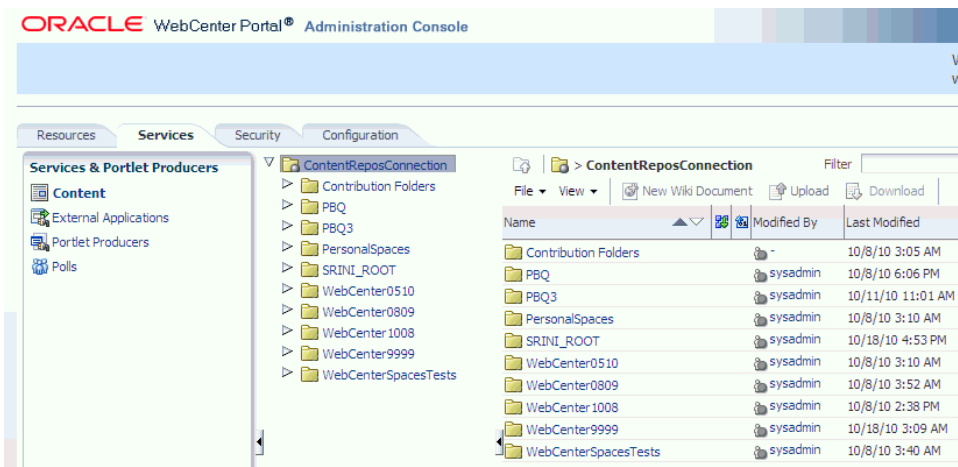 ORACLE WebCenter Portal® Administration Console
Resources Services Security Configuration
Services & Portlet Producers
Content
External Applications
Portlet Producers
Polls
ContentReposConnection
Contribution Folders
PBQ
PBQ3
PersonalSpaces
SRINI_ROOT
WebCenter0510
WebCenter0809
WebCenter1008
WebCenter9999
WebCenterSpacesTests
> ContentReposConnection Filter
File View New Wiki Document Upload Download
Name Modified By Last Modified
Contribution Folders - 10/8/10 3:05 AM
PBQ sysadmin 10/8/10 6:06 PM
PBQ3 sysadmin 10/11/10 11:01 AM
PersonalSpaces sysadmin 10/8/10 3:10 AM
SRINI_ROOT sysadmin 10/18/10 4:53 PM
WebCenter0510 sysadmin 10/8/10 3:10 AM
WebCenter0809 sysadmin 10/8/10 3:52 AM
WebCenter1008 sysadmin 10/8/10 2:38 PM
WebCenter9999 sysadmin 10/18/10 3:09 AM
WebCenterSpacesTests sysadmin 10/8/10 3:40 AM